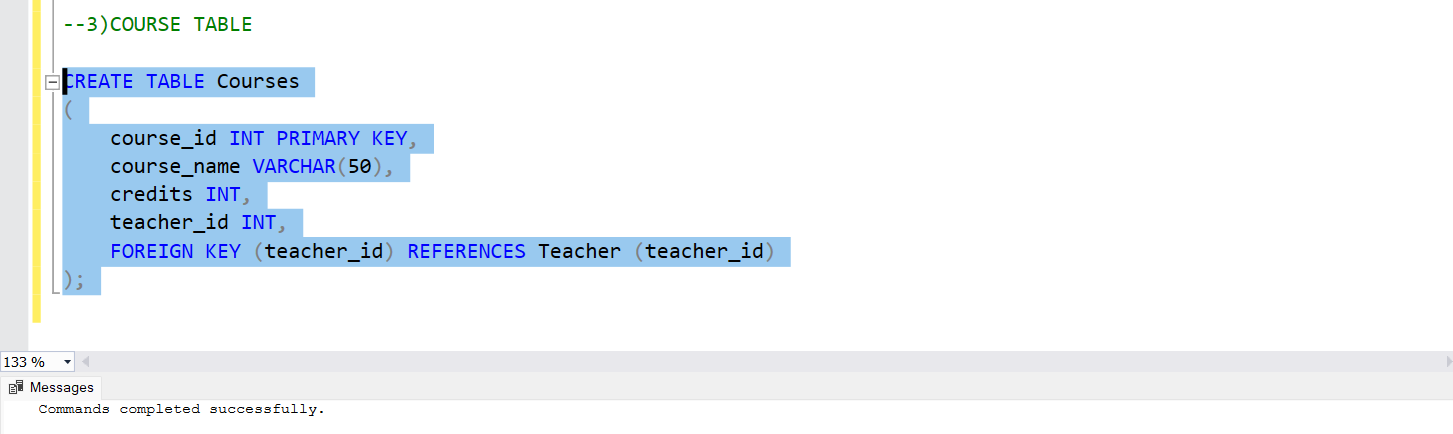 --3)COURSE TABLE
CREATE TABLE Courses
(
course_id INT PRIMARY KEY,
course_name VARCHAR(50),
credits INT,
teacher_id INT,
FOREIGN KEY (teacher_id) REFERENCES Teacher (teacher_id)
);
133 %
Messages
Commands completed successfully.